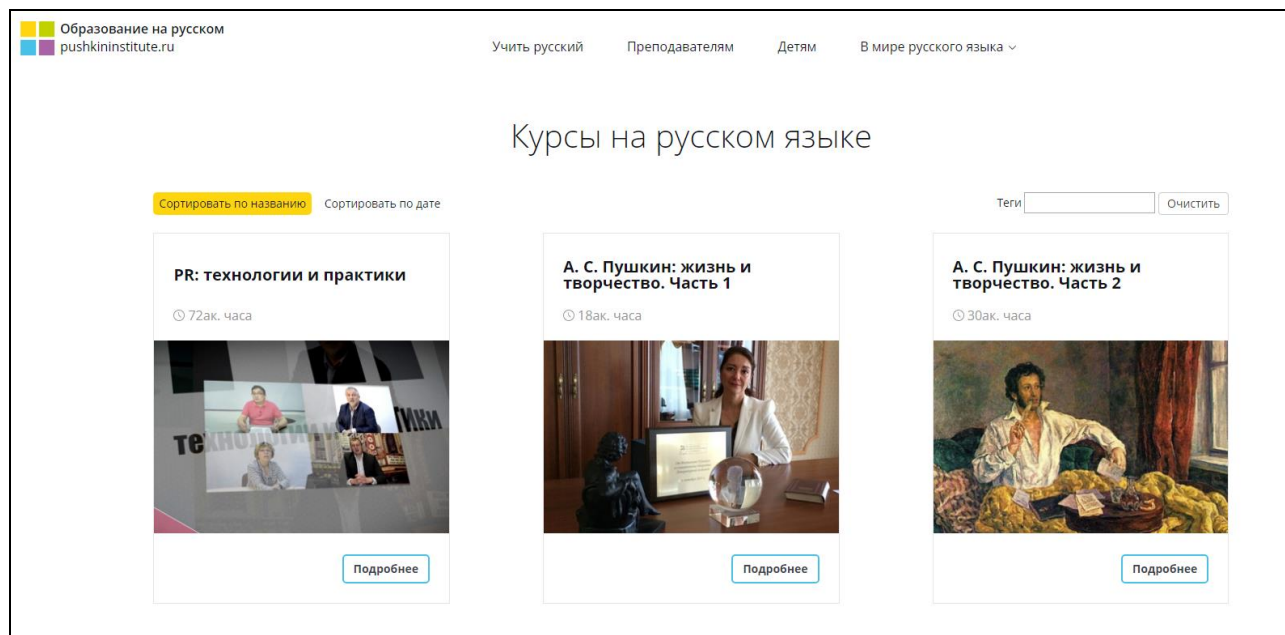 Образование на русском
pushkininstitute.ru
Учить русский Преподавателям Детям В мире русского языка
Курсы на русском языке
Сортировать по названию Сортировать по дате Теги Очистить
PR: технологии и практики
72ак. часа
А. С. Пушкин: жизнь и
творчество. Часть 1
18ак. часа
А. С. Пушкин: жизнь и
творчество. Часть 2
30ак. часа
Подробнее
Подробнее
Подробнее